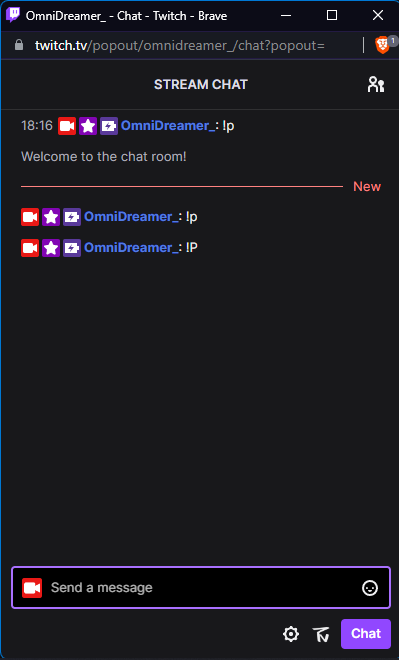 OmniDreamer_ - Chat - Twitch - Brave
twitch.tv/popout/omnidreamer_/chat?popout=
1
STREAM CHAT
18:16 OmniDreamer_: !p
Welcome to the chat room!
New
OmniDreamer_: !p
OmniDreamer_: !P
Send a message
Chat